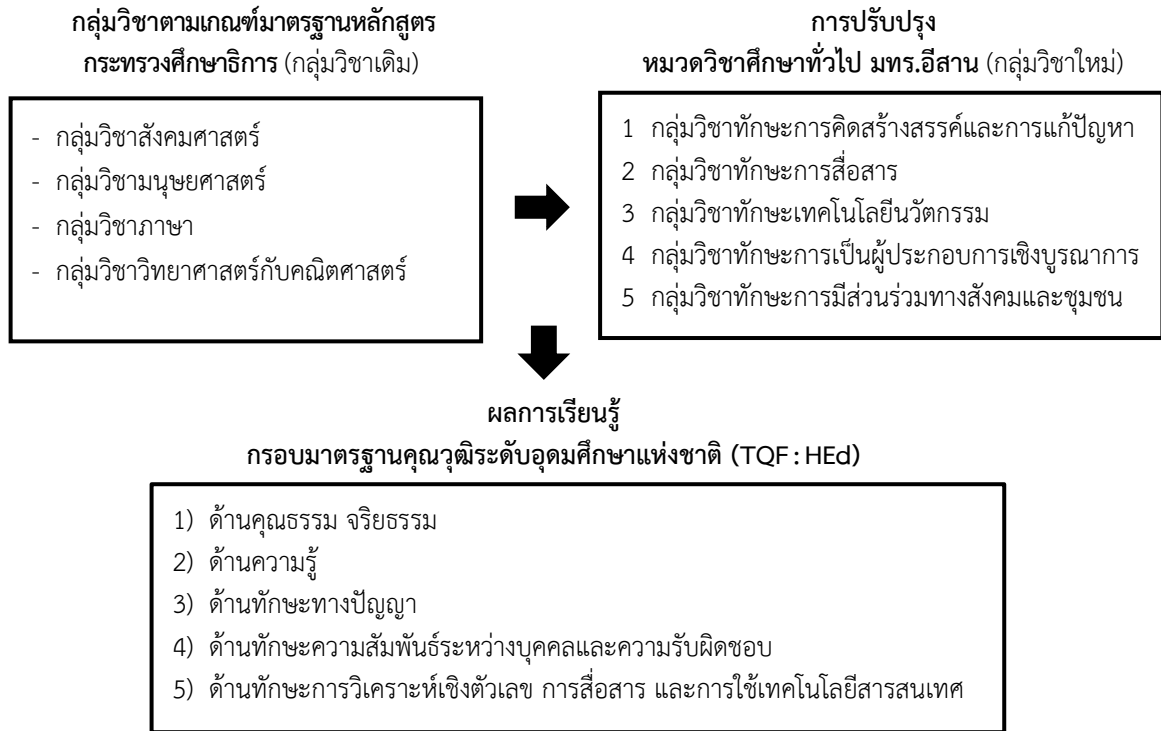 กลุ่มวิชาตามเกณฑ์มาตรฐานหลักสูตร
กระทรวงศึกษาธิการ (กลุ่มวิชาเดิม)
- กลุ่มวิชาสังคมศาสตร์
- กลุ่มวิชามนุษยศาสตร์
- กลุ่มวิชาภาษา
- กลุ่มวิชาวิทยาศาสตร์กับคณิตศาสตร์
การปรับปรุง
หมวดวิชาศึกษาทั่วไป มทร.อีสาน (กลุ่มวิชาใหม่)
1 กลุ่มวิชาทักษะการคิดสร้างสรรค์และการแก้ปัญหา
2 กลุ่มวิชาทักษะการสื่อสาร
3 กลุ่มวิชาทักษะเทคโนโลยีนวัตกรรม
4 กลุ่มวิชาทักษะการเป็นผู้ประกอบการเชิงบูรณาการ
5 กลุ่มวิชาทักษะการมีส่วนร่วมทางสังคมและชุมชน
ผลการเรียนรู้
กรอบมาตรฐานคุณวุฒิระดับอุดมศึกษาแห่งชาติ (TQF : HEd)
1) ด้านคุณธรรม จริยธรรม
2) ด้านความรู้
3) ด้านทักษะทางปัญญา
4) ด้านทักษะความสัมพันธ์ระหว่างบุคคลและความรับผิดชอบ
5) ด้านทักษะการวิเคราะห์เชิงตัวเลข การสื่อสาร และการใช้เทคโนโลยีสารสนเทศ